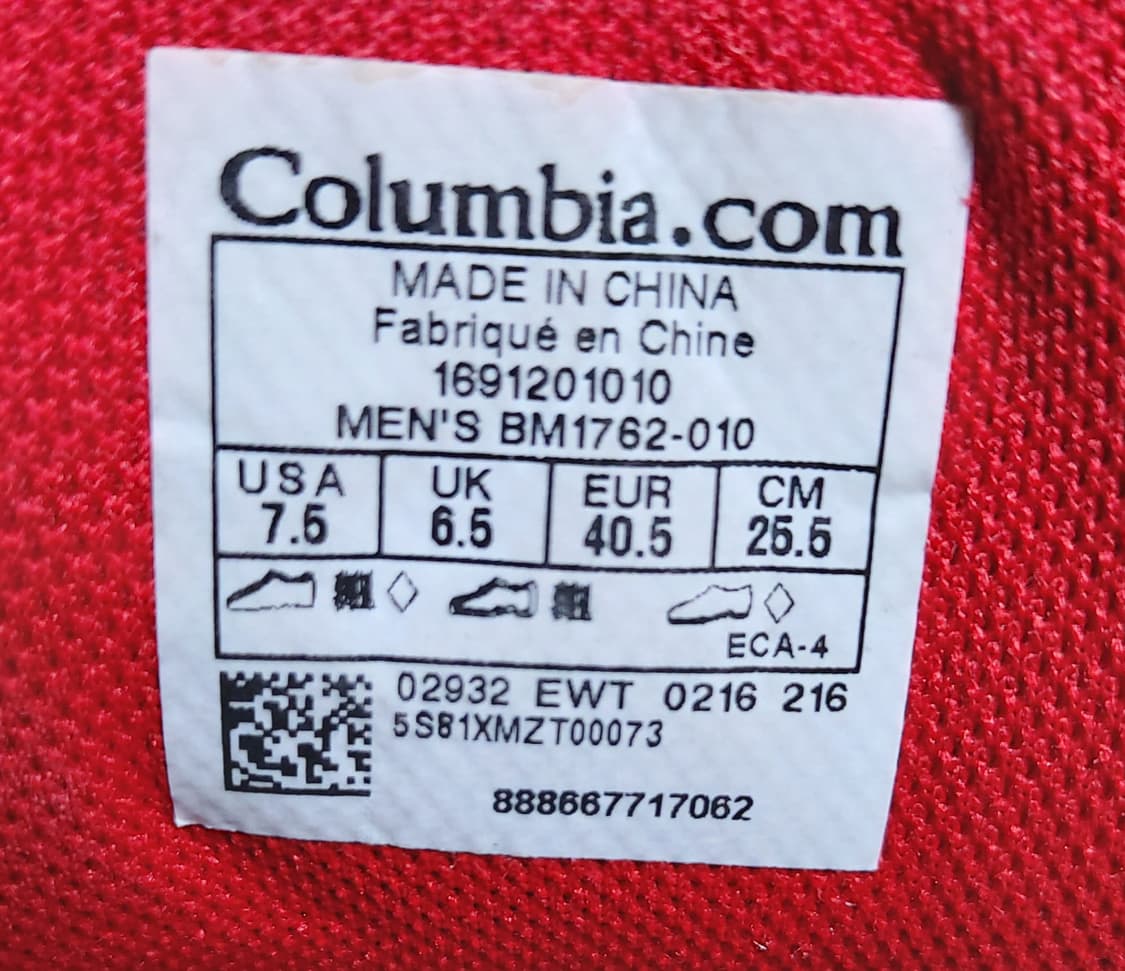 Columbia.com
MADE IN CHINA
Fabriqué en Chine
1691201010
MEN'S BM1762-010
USA UK EUR CM
7.5 6.5 40.5 25.5
ECA-4
02932 EWT 0216 216
5S81XMZT00073
888667717062